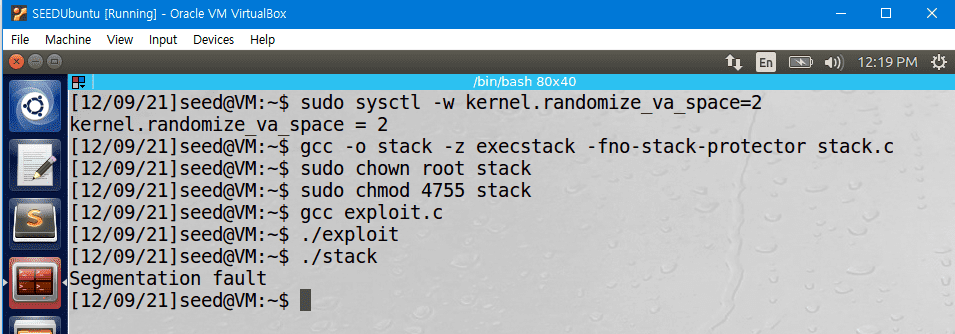 SEEDUbuntu [Running] - Oracle VM VirtualBox
File Machine View Input Devices Help
En 12:19 PM
/bin/bash 80x40
[12/09/21]seed@VM:~$ sudo sysctl -w kernel.randomize_va_space=2
kernel.randomize_va_space = 2
[12/09/21]seed@VM:~$ gcc -o stack -z execstack -fno-stack-protector stack.c
[12/09/21]seed@VM:~$ sudo chown root stack
[12/09/21]seed@VM:~$ sudo chmod 4755 stack
[12/09/21]seed@VM:~$ gcc exploit.c
[12/09/21]seed@VM:~$ ./exploit
[12/09/21]seed@VM:~$ ./stack
Segmentation fault
[12/09/21]seed@VM:~$